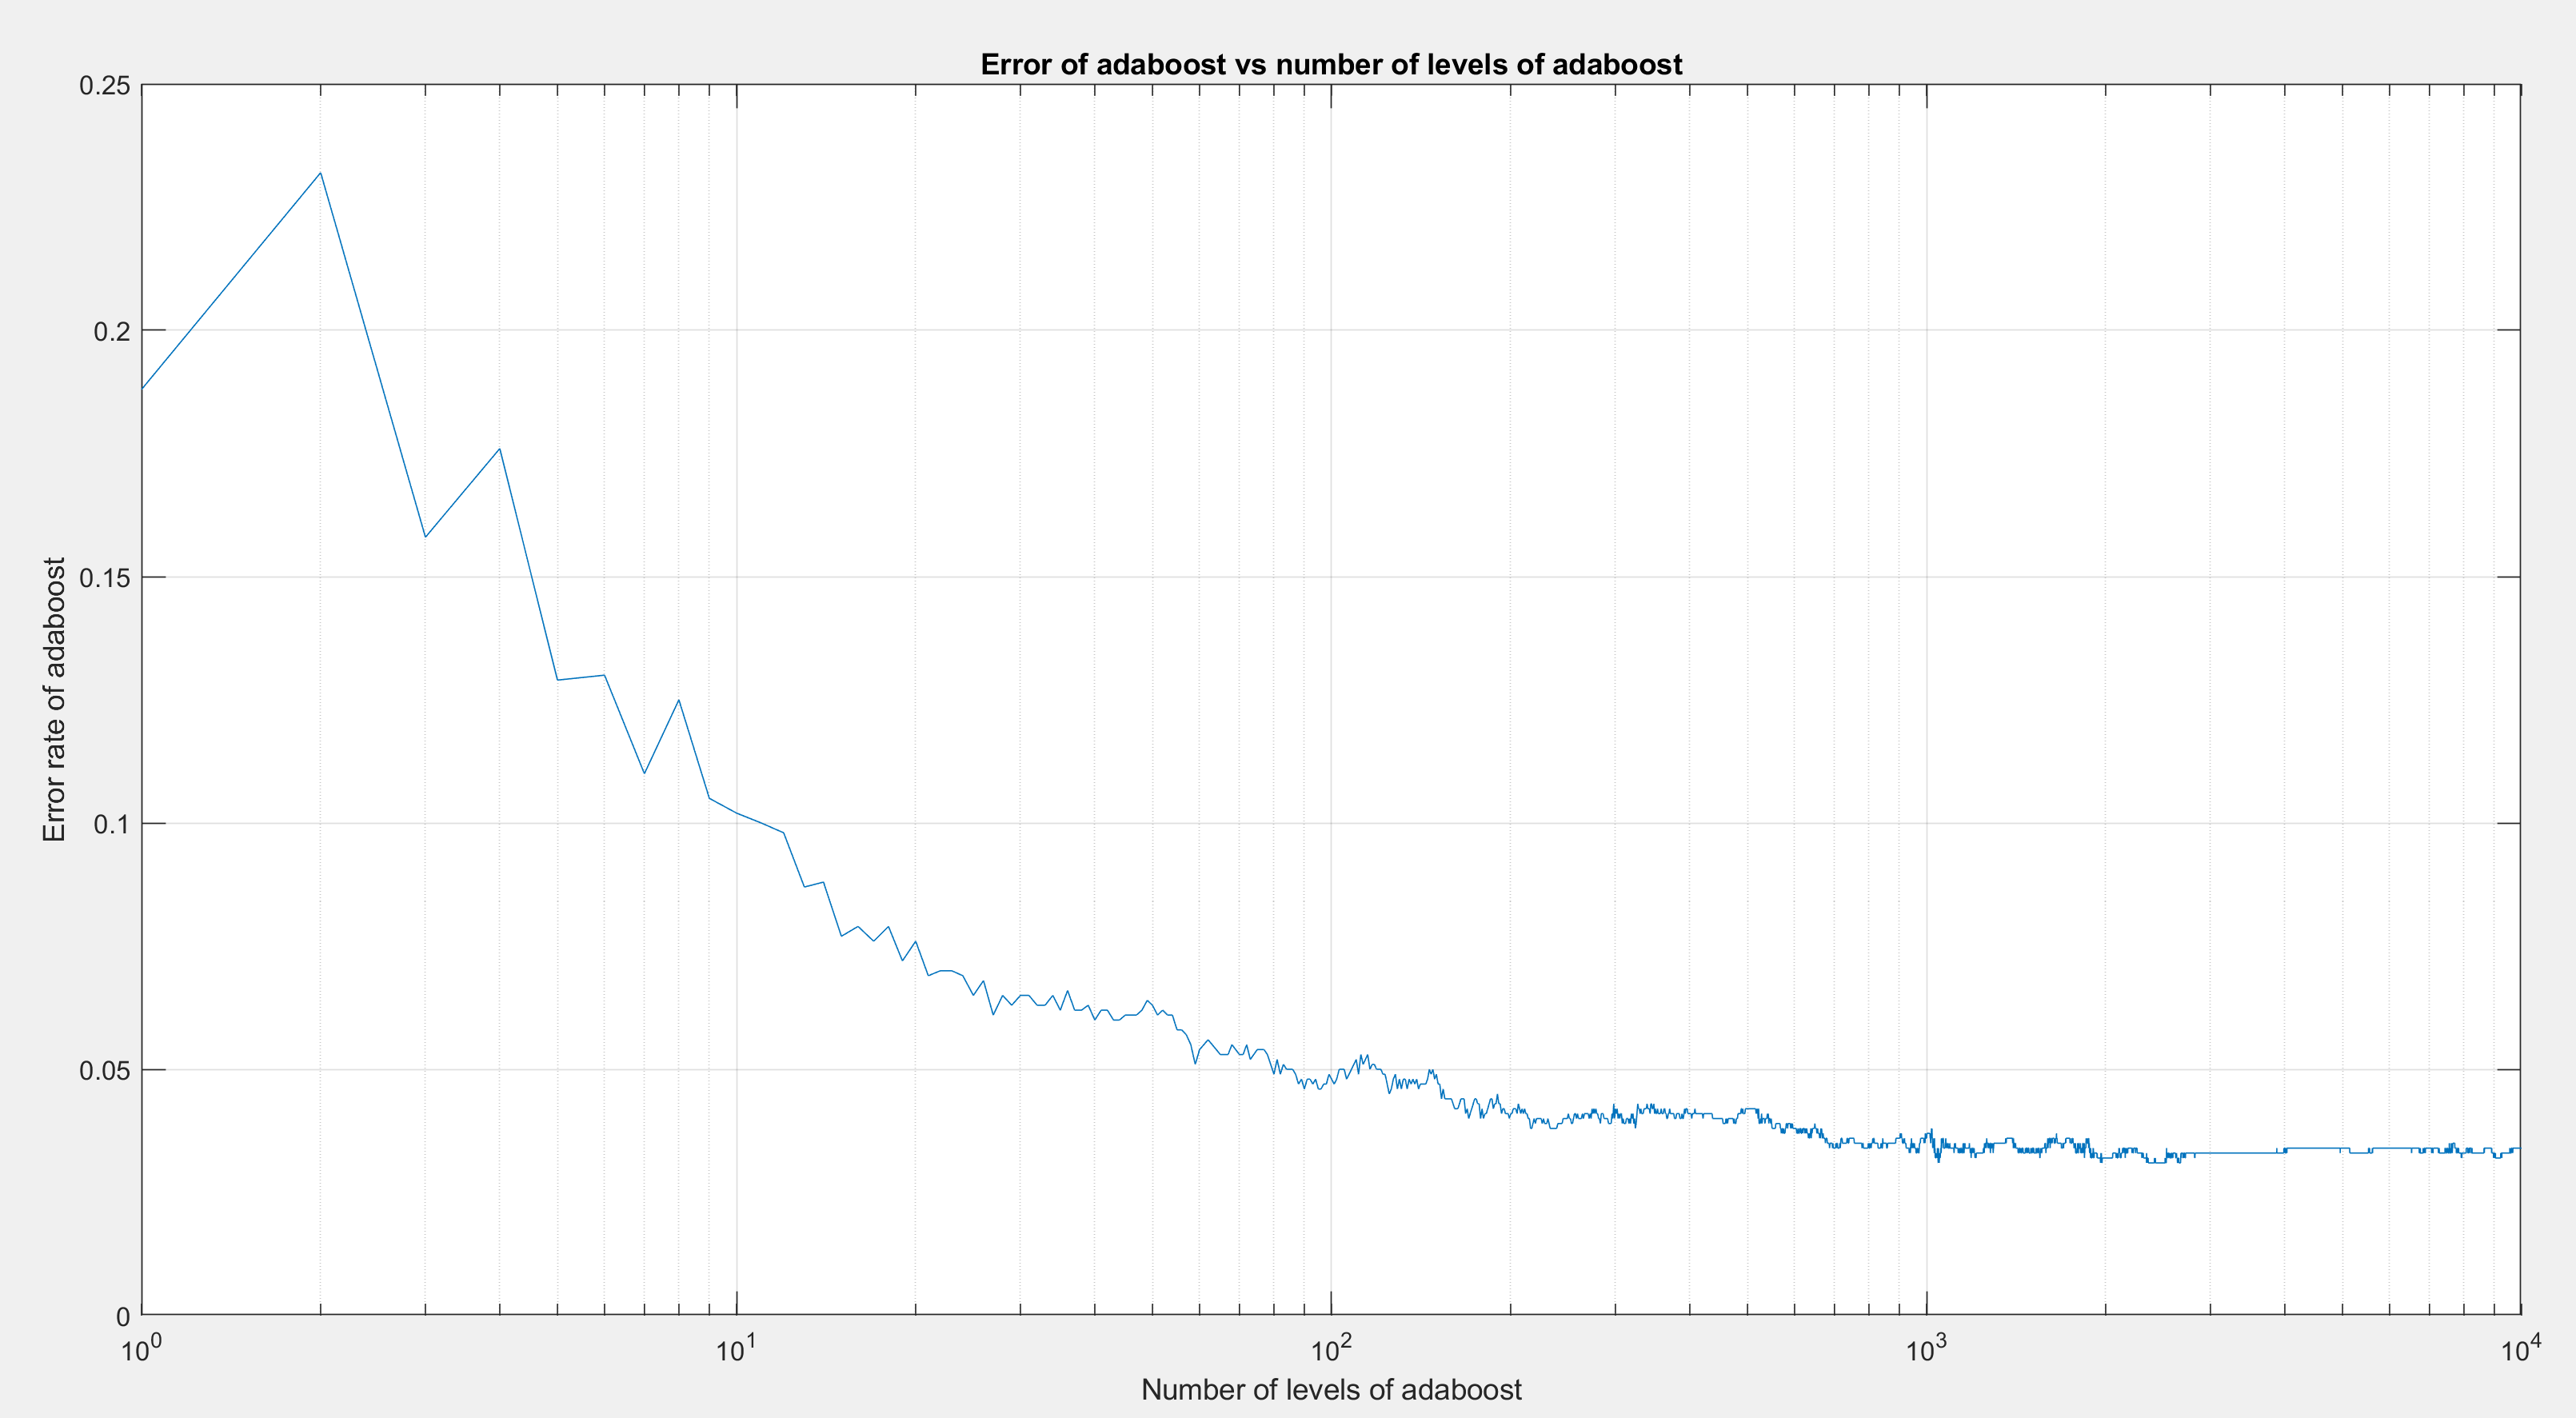 Error of adaboost vs number of levels of adaboost
0.25
0.2
0.15
0.1
0.05
0
Error rate of adaboost
10^0 10^1 10^2 10^3 10^4
Number of levels of adaboost